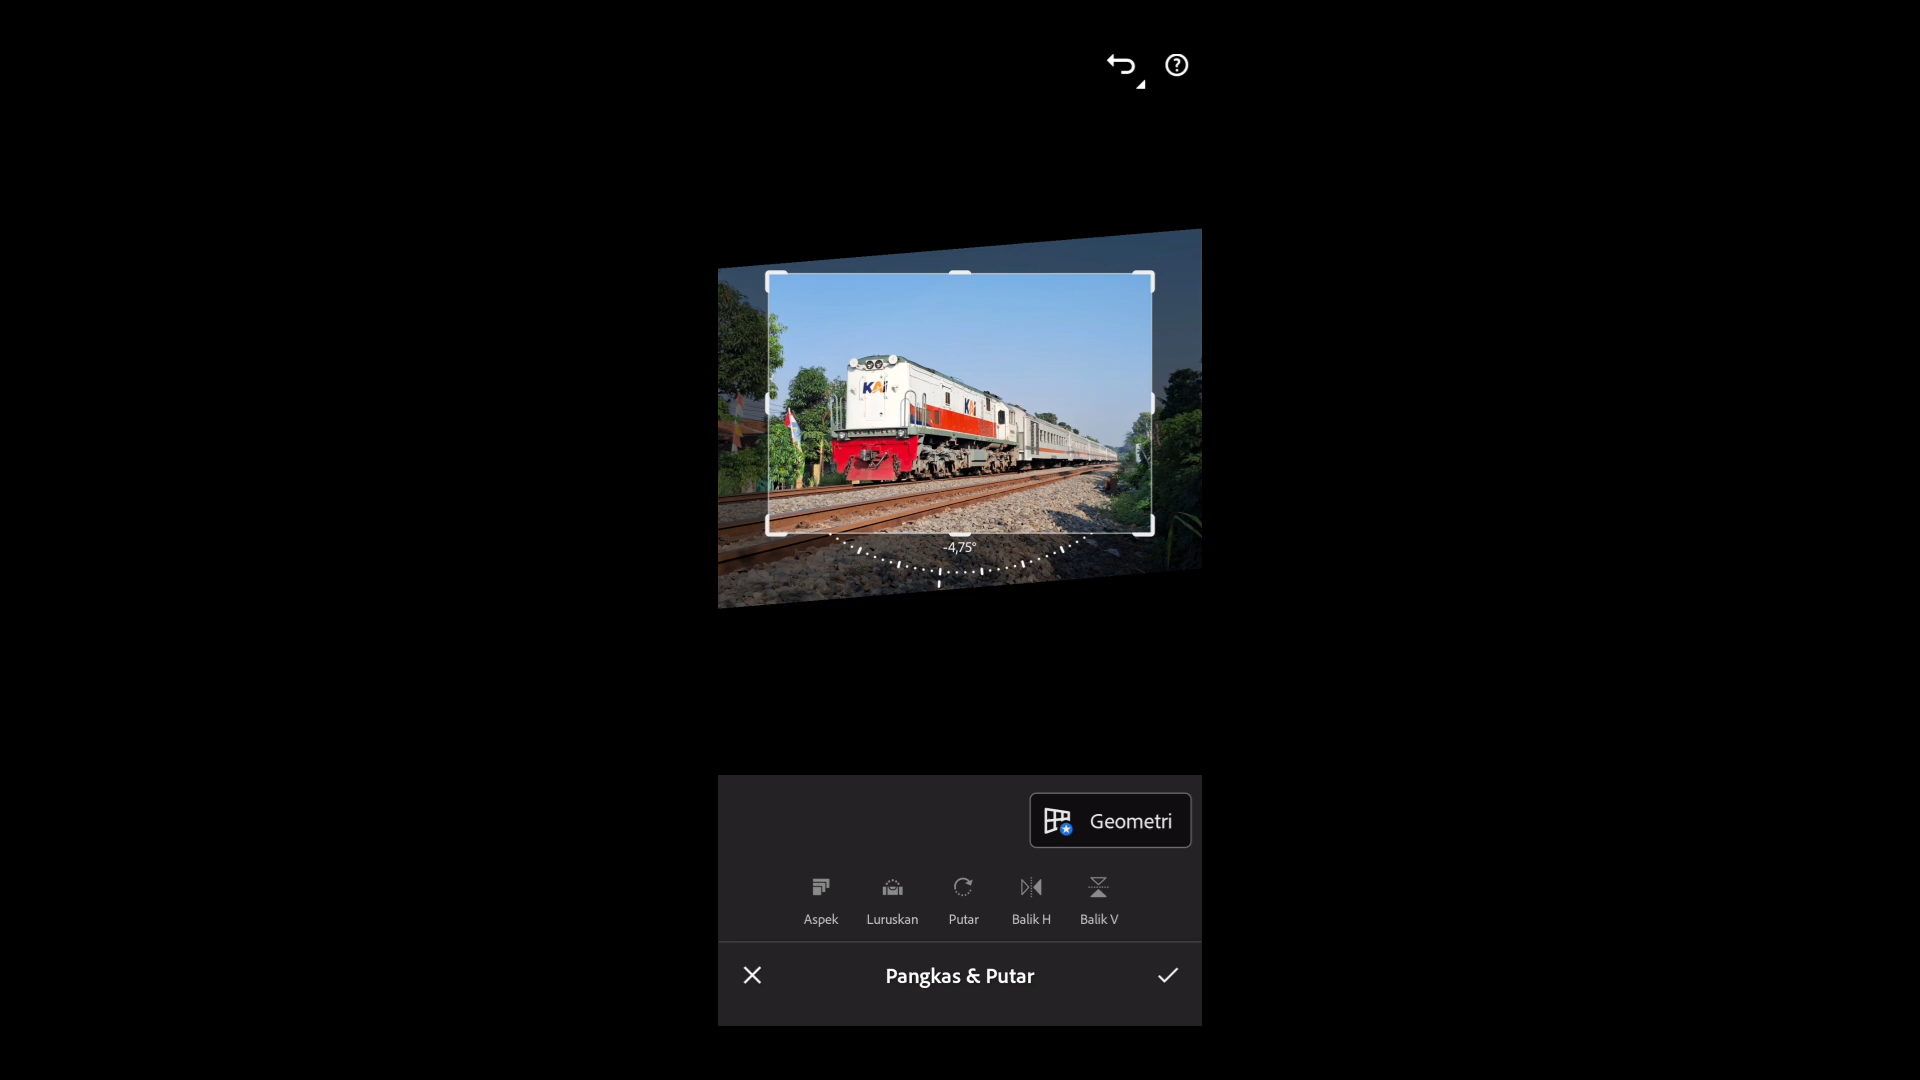 KAI
KAI
-4,75°
Geometri
Aspek
Luruskan
Putar
Balik H
Balik V
Pangkas & Putar